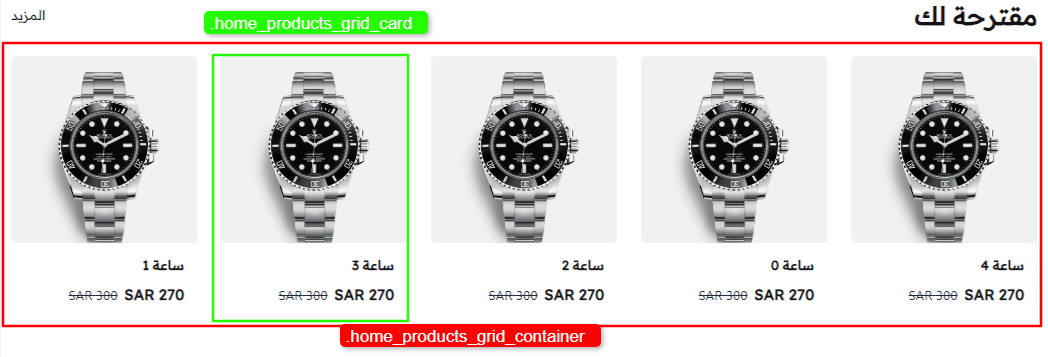 مقترحة لك
المزيد
.home_products_grid_card
ساعة 4
SAR 270 SAR 300
ساعة 0
SAR 270 SAR 300
ساعة 2
SAR 270 SAR 300
ساعة 3
SAR 270 SAR 300
ساعة 1
SAR 270 SAR 300
.home_products_grid_container